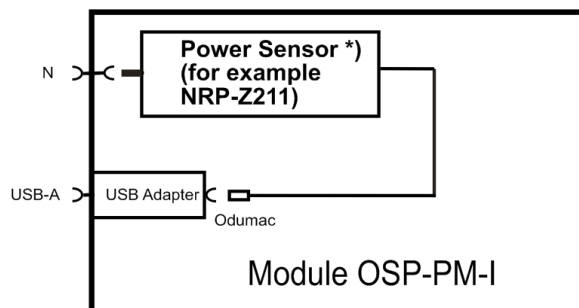 Power Sensor *)
(for example
NRP-Z211)
N
USB-A
USB Adapter
Odumac
Module OSP-PM-I